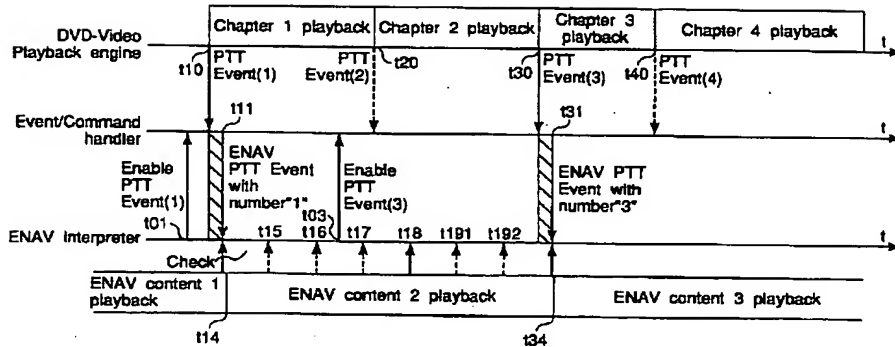 Chapter 1 playback
Chapter 2 playback
Chapter 3
playback
Chapter 4 playback
DVD-Video
Playback engine
t
t10
PTT
Event(1)
PTT
Event(2)
t20
t30
PTT
Event(3)
t40
PTT
Event(4)
t11
t31
Event/Command
handler
t
Enable
PTT
Event(1)
ENAV
PTT Event
with
number"1"
Enable
PTT
Event(3)
ENAV PTT
Event with
number"3"
t01
t03
ENAV Interpreter
t15
t16
t17
t18
t191
t192
t
Check
ENAV content 1
playback
ENAV content 2 playback
ENAV content 3 playback
t14
t34